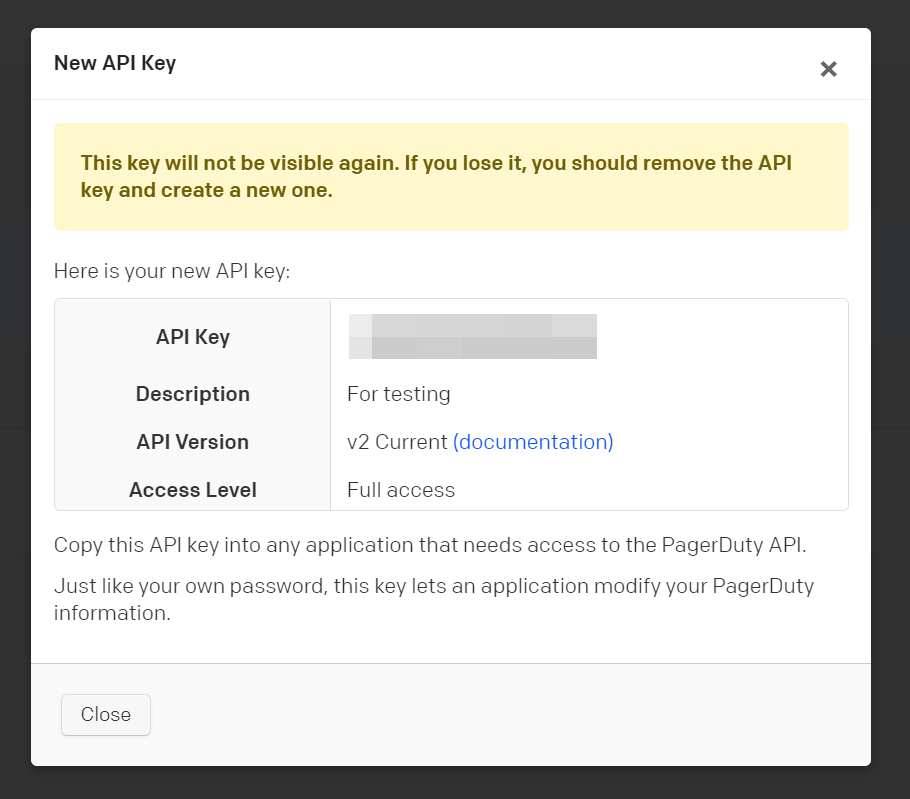 New API Key
This key will not be visible again. If you lose it, you should remove the API
key and create a new one.
Here is your new API key:
API Key
Description For testing
API Version v2 Current (documentation)
Access Level Full access
Copy this API key into any application that needs access to the PagerDuty API.
Just like your own password, this key lets an application modify your PagerDuty
information.
Close